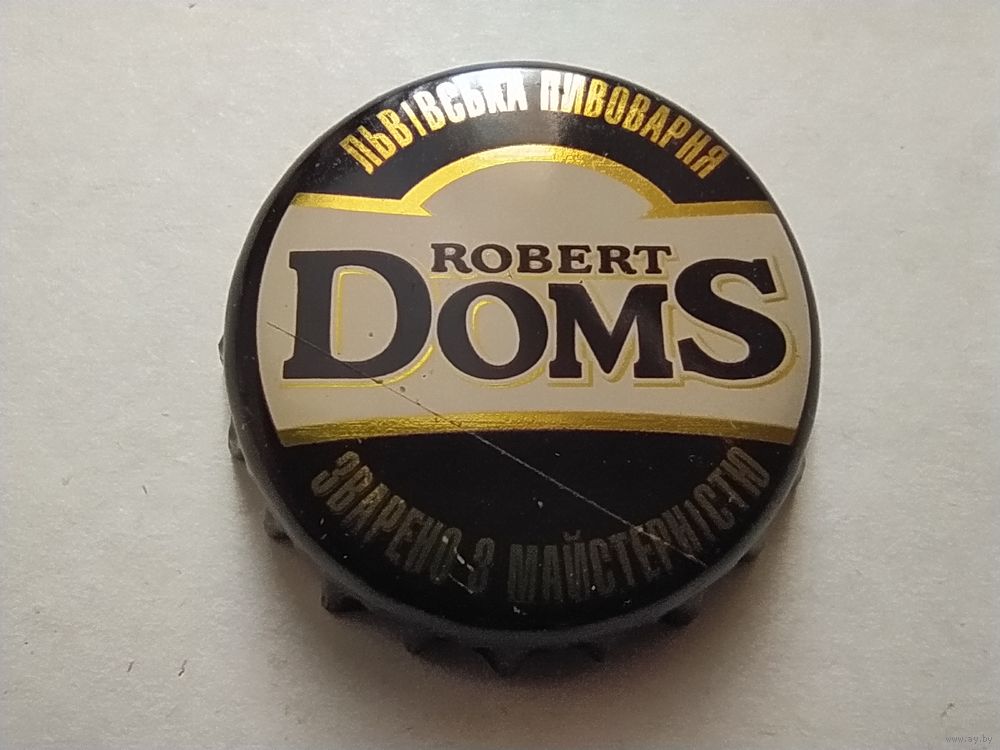 ЛЬВІВСЬКА ПИВОВАРНЯ
ROBERT
DOMS
ЗВАРЕНО З МАЙСТЕРНІСТЮ
www.ay.by